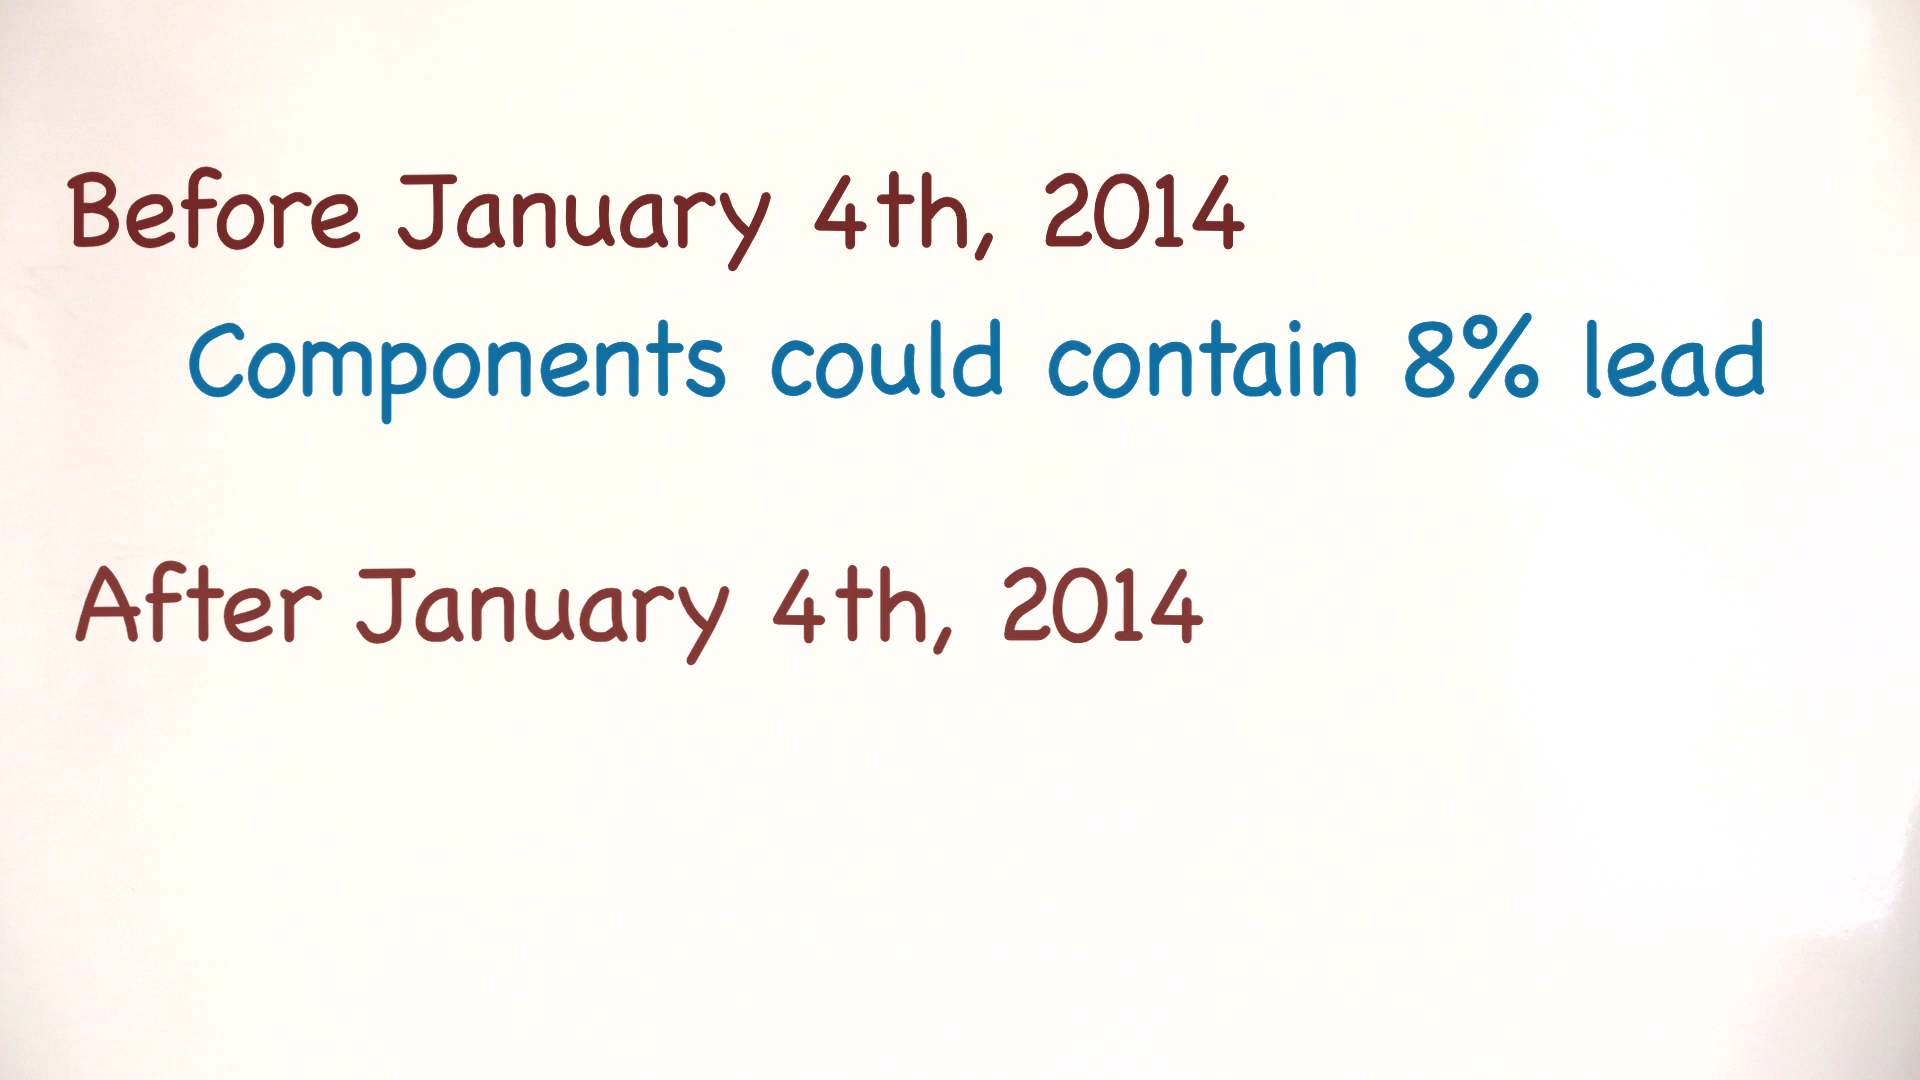 Before January 4th, 2014
Components could contain 8% lead
After January 4th, 2014